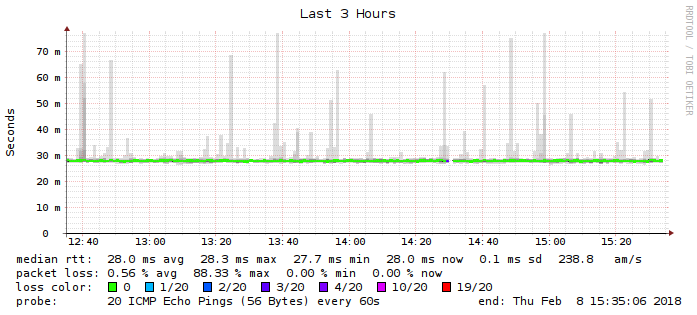 Last 3 Hours
RRDTOOL / TOBI OETIKER
Seconds
70 m
60 m
50 m
40 m
30 m
20 m
10 m
0
12:40 13:00 13:20 13:40 14:00 14:20 14:40 15:00 15:20
median rtt: 28.0 ms avg 28.3 ms max 27.7 ms min 28.0 ms now 0.1 ms sd 238.8 am/s
packet loss: 0.56 % avg 88.33 % max 0.00 % min 0.00 % now
loss color: 0 1/20 2/20 3/20 4/20 10/20 19/20
probe: 20 ICMP Echo Pings (56 Bytes) every 60s end: Thu Feb 8 15:35:06 2018